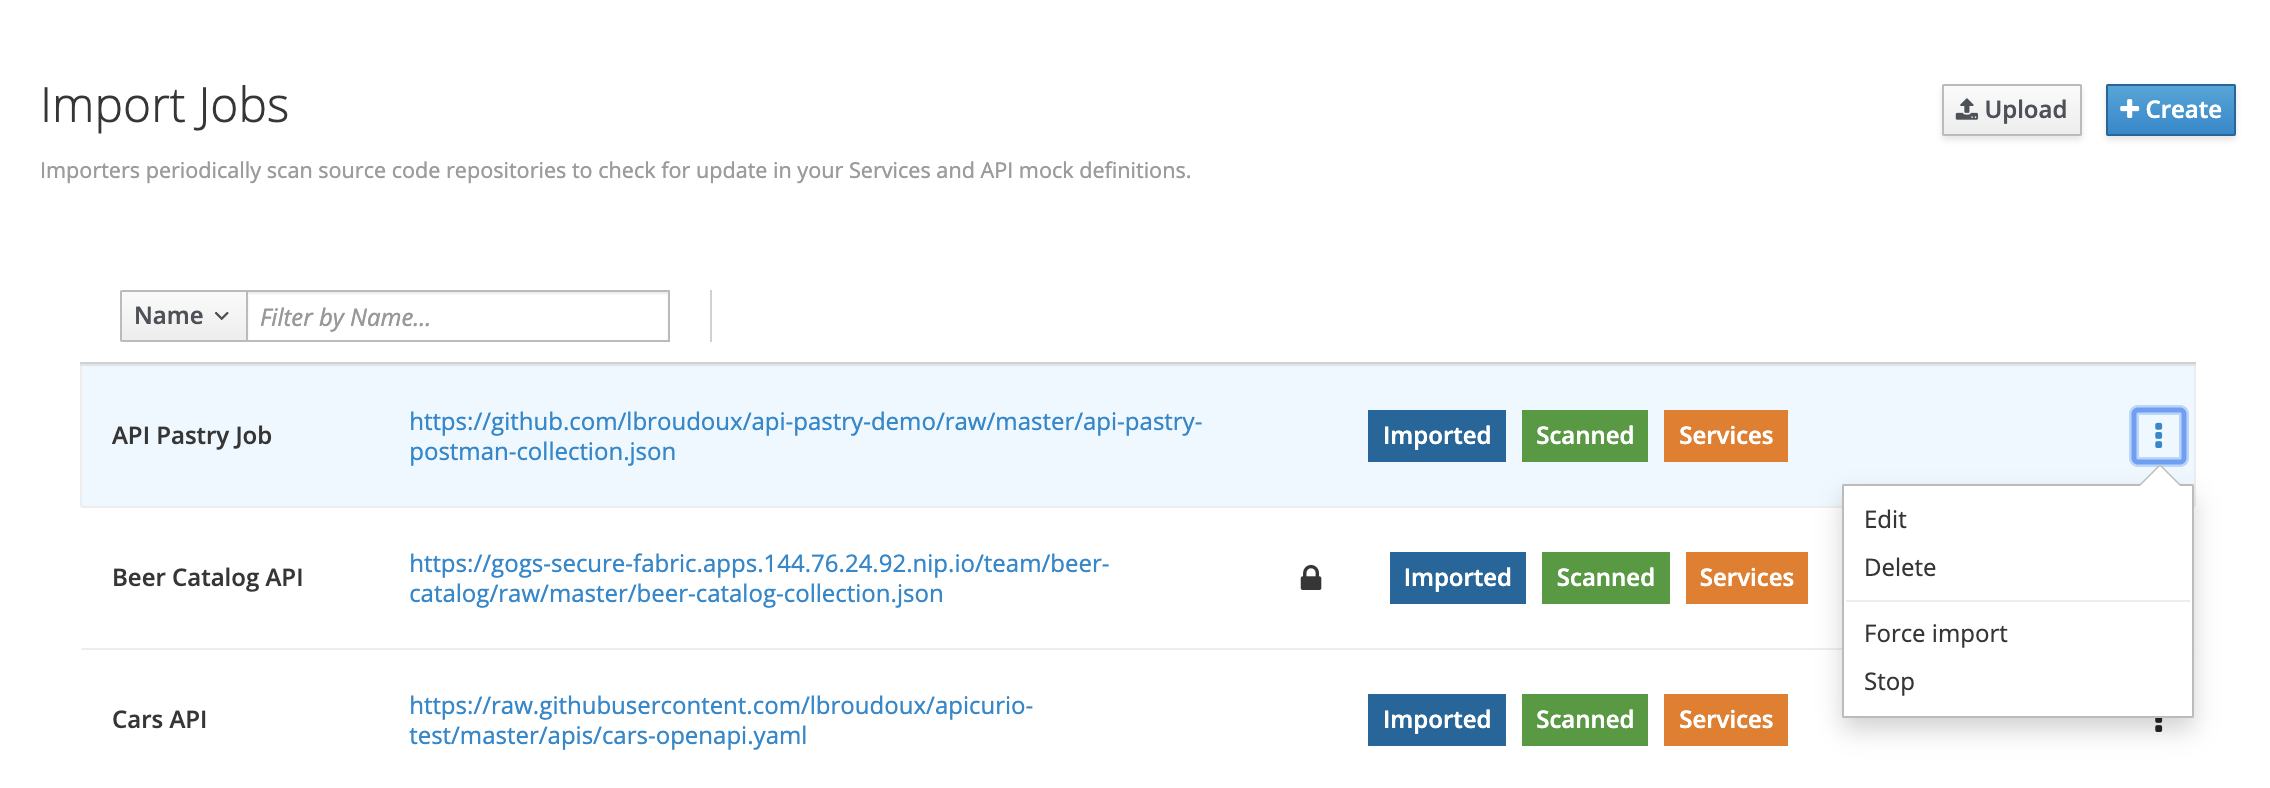 Import Jobs
Upload
Create
Importers periodically scan source code repositories to check for update in your Services and API mock definitions.
Name
Filter by Name...
API Pastry Job
https://github.com/lbroudoux/api-pastry-demo/raw/master/api-pastry-
postman-collection.json
Imported
Scanned
Services
Edit
Delete
Force import
Stop
Beer Catalog API
https://gogs-secure-fabric.apps.144.76.24.92.nip.io/team/beer-
catalog/raw/master/beer-catalog-collection.json
Imported
Scanned
Services
Cars API
https://raw.githubusercontent.com/lbroudoux/apicurio-
test/master/apis/cars-openapi.yaml
Imported
Scanned
Services